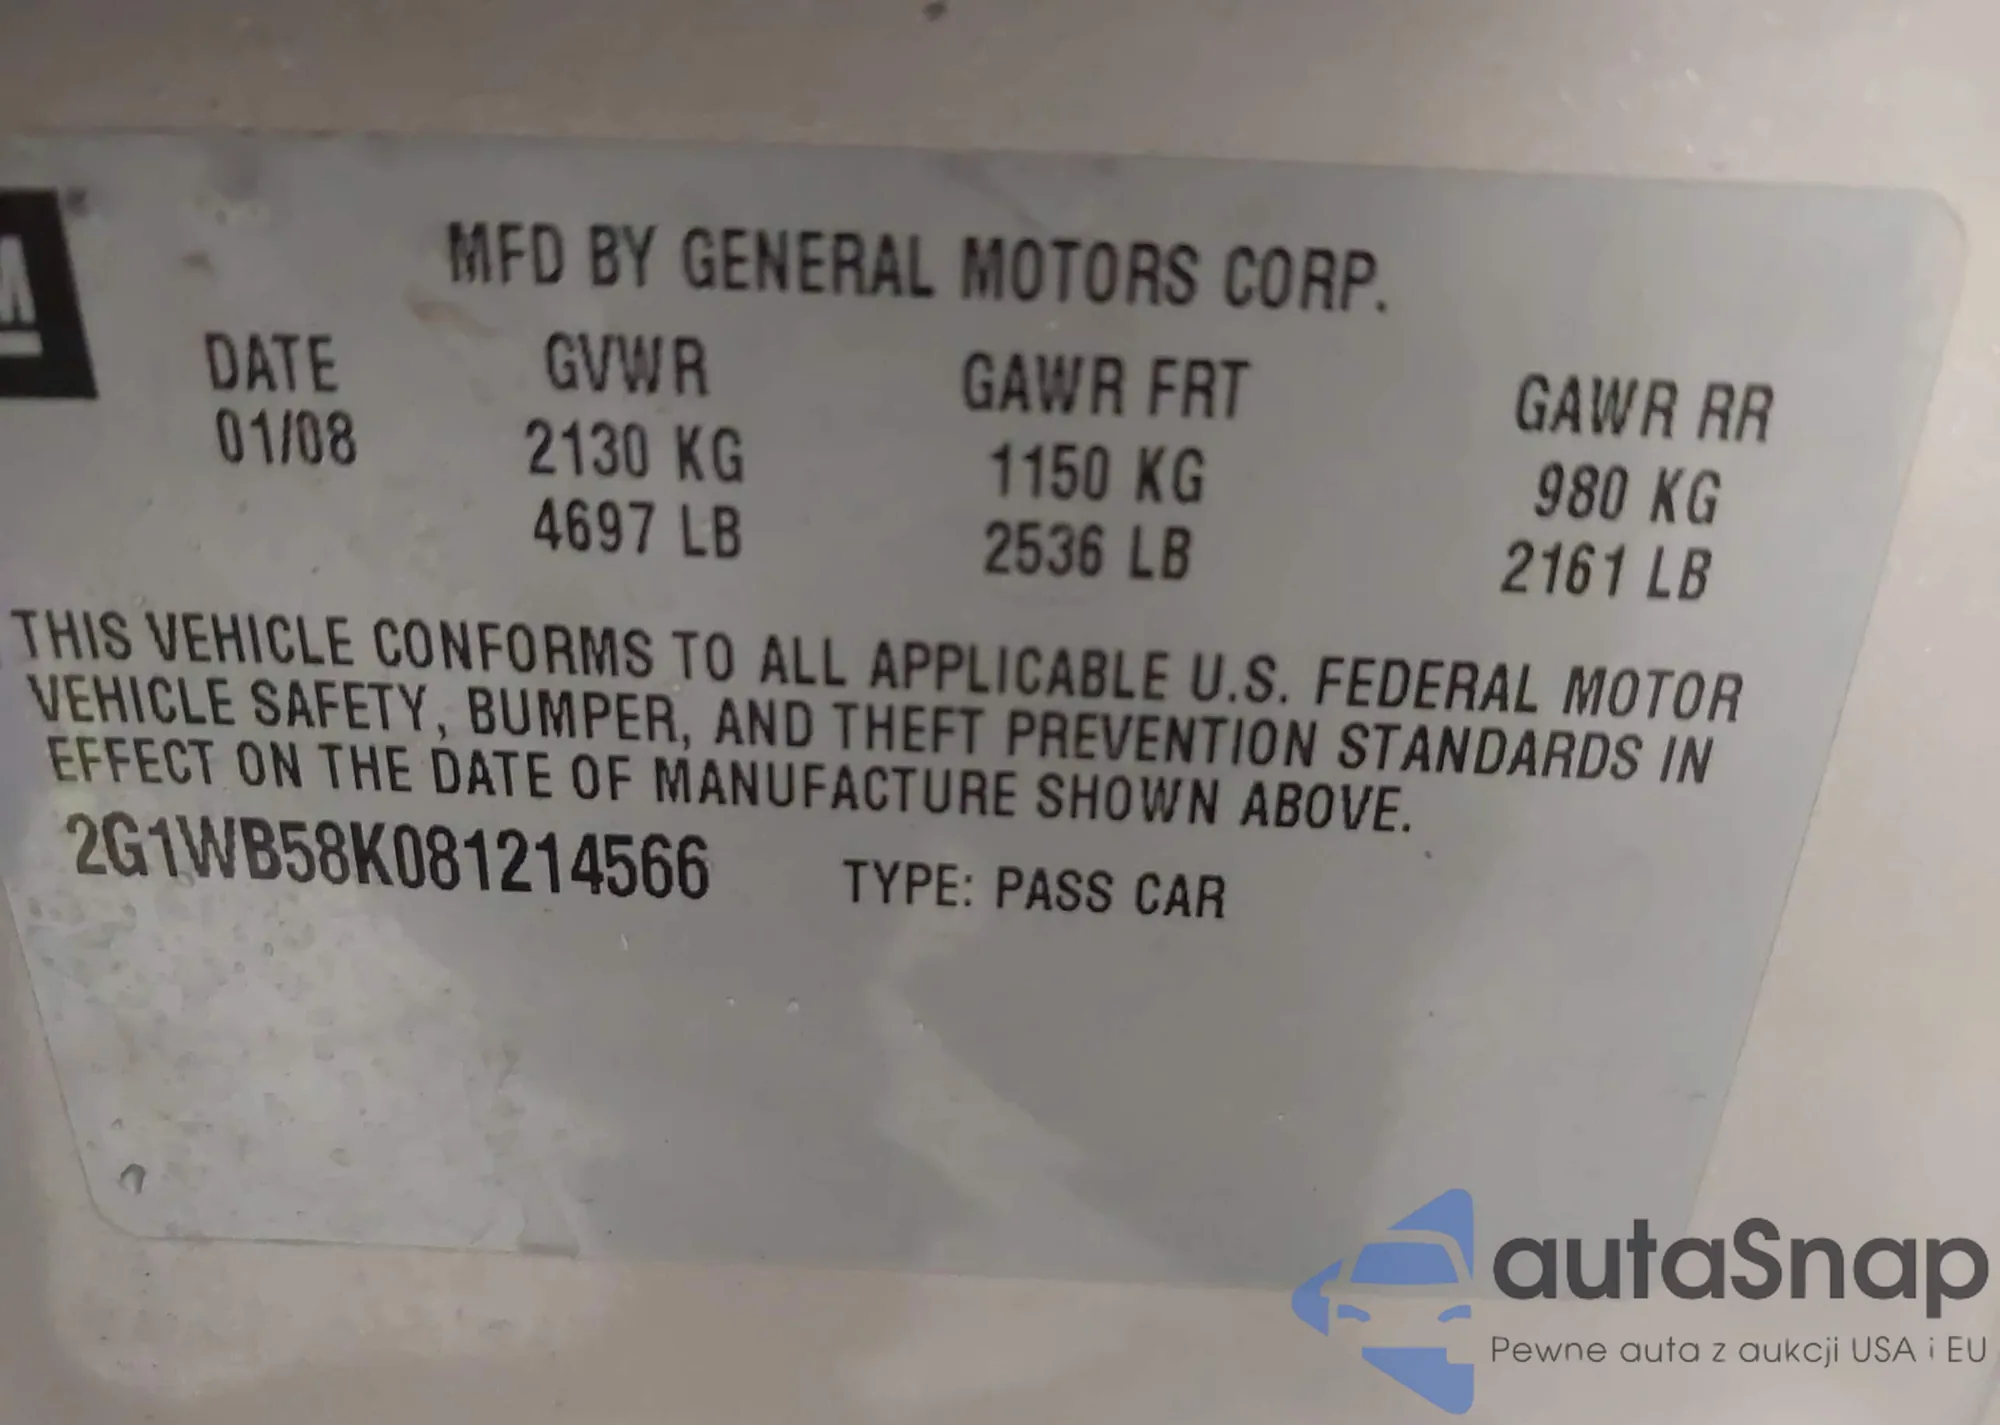 M
MFD BY GENERAL MOTORS CORP.
DATE GVWR GAWR FRT GAWR RR
01/08 2130 KG 1150 KG 980 KG
4697 LB 2536 LB 2161 LB
THIS VEHICLE CONFORMS TO ALL APPLICABLE U.S. FEDERAL MOTOR
VEHICLE SAFETY, BUMPER, AND THEFT PREVENTION STANDARDS IN
EFFECT ON THE DATE OF MANUFACTURE SHOWN ABOVE.
2G1WB58K081214566 TYPE: PASS CAR
autaSnap
Pewne auta z aukcji USA i EU